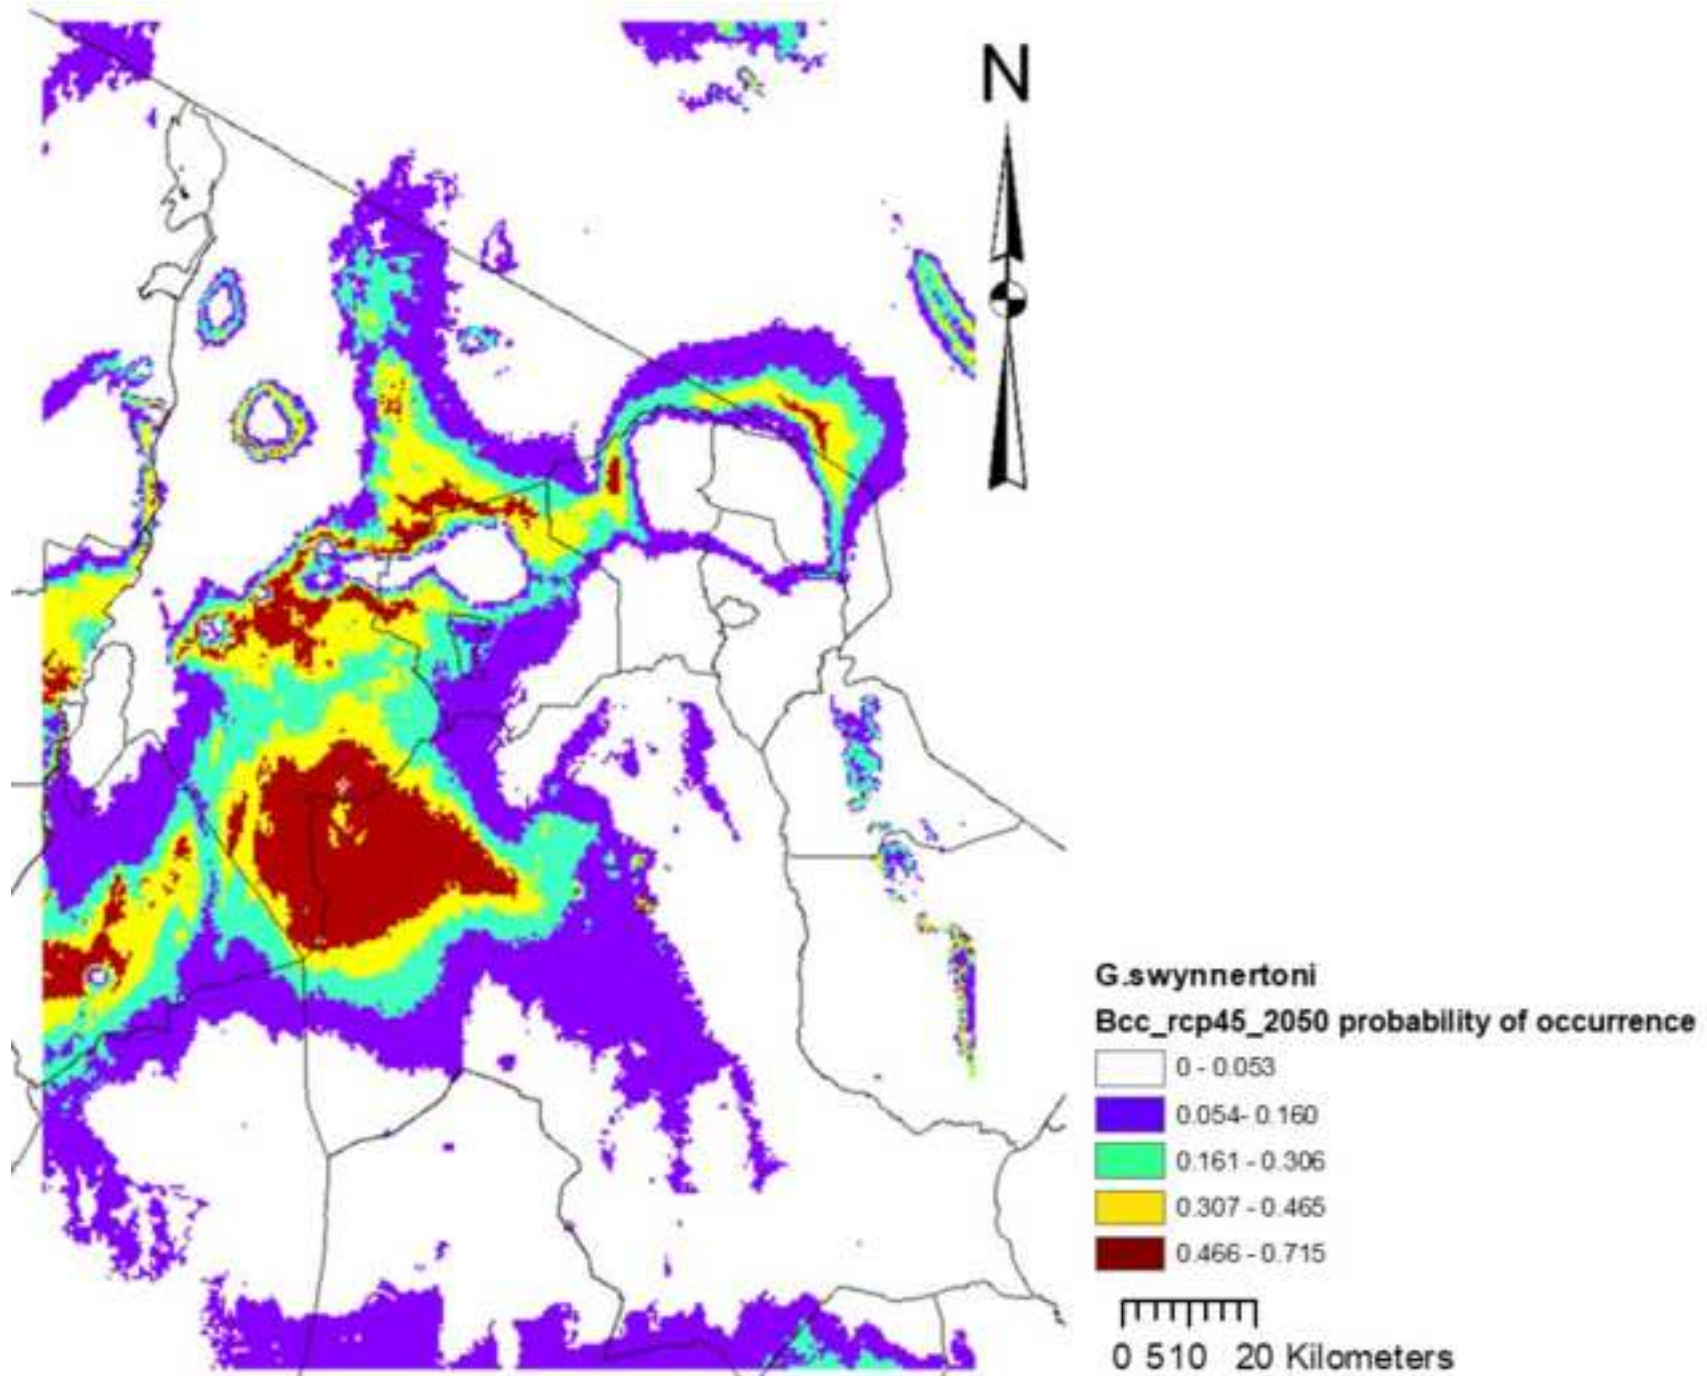 N
G.swynnertoni
Bcc_rcp45_2050 probability of occurrence
0 - 0.053
0.054- 0.160
0.161 - 0.306
0.307 - 0.465
0.466 - 0.715
0 510 20 Kilometers